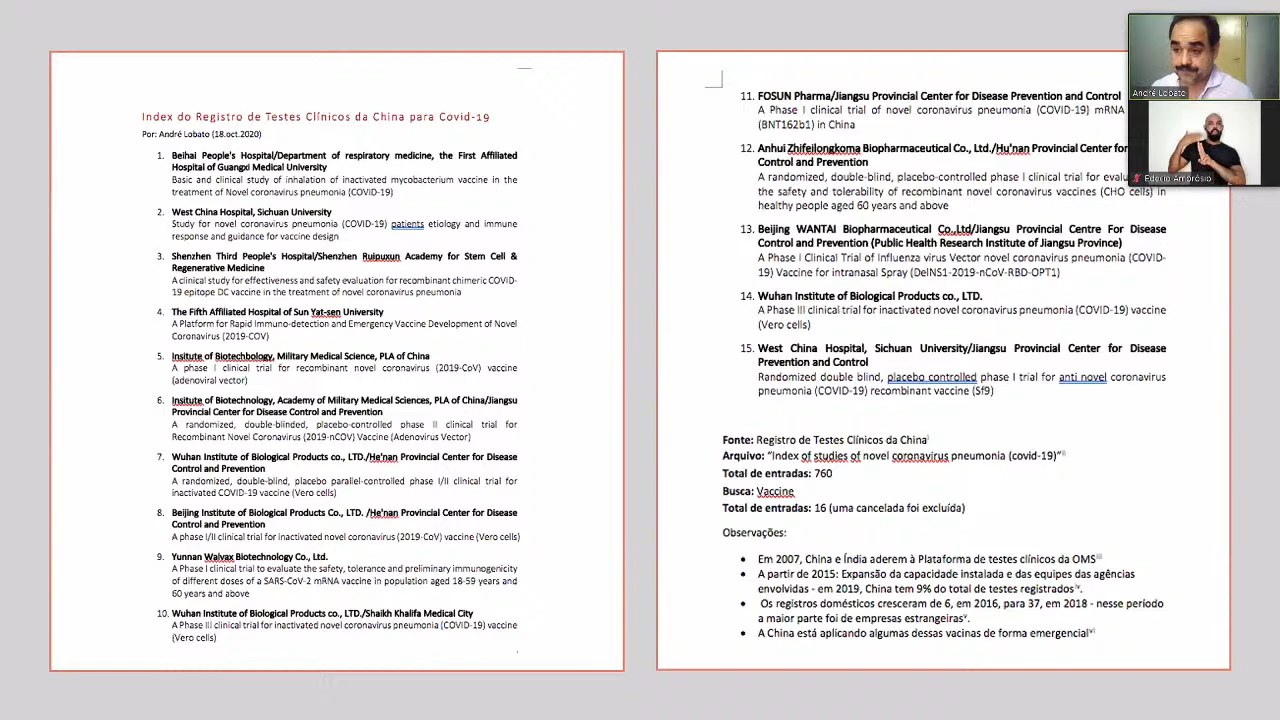 Index do Registro de Testes Clínicos da China para Covid-19
Por: André Lobato (18.oct.2020)
1. Beihai People's Hospital/Department of respiratory medicine, the First Affiliated
Hospital of Guangxi Medical University
Basic and clinical study of inhalation of inactivated mycobacterium vaccine in the
treatment of Novel coronavirus pneumonia (COVID-19)
2. West China Hospital, Sichuan University
Study for novel coronavirus pneumonia (COVID-19) patients etiology and immune
response and guidance for vaccine design
3. Shenzhen Third People's Hospital/Shenzhen Ruipuxun Academy for Stem Cell &
Regenerative Medicine
A clinical study for effectiveness and safety evaluation for recombinant chimeric COVID-
19 epitope DC vaccine in the treatment of novel coronavirus pneumonia
4. The Fifth Affiliated Hospital of Sun Yat-sen University
A Platform for Rapid Immuno-detection and Emergency Vaccine Development of Novel
Coronavirus (2019-COV)
5. Insitute of Biotechbology, Military Medical Science, PLA of China
A phase I clinical trial for recombinant novel coronavirus (2019-CoV) vaccine
(adenoviral vector)
6. Insitute of Biotechnology, Academy of Military Medical Sciences, PLA of China/Jiangsu
Provincial Center for Disease Control and Prevention
A randomized, double-blinded, placebo-controlled phase II clinical trial for
Recombinant Novel Coronavirus (2019-nCOV) Vaccine (Adenovirus Vector)
7. Wuhan Institute of Biological Products co., LTD./He'nan Provincial Center for Disease
Control and Prevention
A randomized, double-blind, placebo parallel-controlled phase I/II clinical trial for
inactivated COVID-19 vaccine (Vero cells)
8. Beijing Institute of Biological Products Co., LTD. /He'nan Provincial Center for Disease
Control and Prevention
A phase I/II clinical trial for inactivated novel coronavirus (2019-CoV) vaccine (Vero cells)
9. Yunnan Walvax Biotechnology Co., Ltd.
A Phase I clinical trial to evaluate the safety, tolerance and preliminary immunogenicity
of different doses of a SARS-CoV-2 mRNA vaccine in population aged 18-59 years and
60 years and above
10. Wuhan Institute of Biological Products co., LTD./Shaikh Khalifa Medical City
A Phase III clinical trial for inactivated novel coronavirus pneumonia (COVID-19) vaccine
(Vero cells)
11. FOSUN Pharma/Jiangsu Provincial Center for Disease Prevention and Control
A Phase I clinical trial of novel coronavirus pneumonia (COVID-19) mRNA
(BNT162b1) in China
12. Anhui Zhifeilongkoma Biopharmaceutical Co., Ltd./Hu'nan Provincial Center for
Control and Prevention
A randomized, double-blind, placebo-controlled phase I clinical trial for
the safety and tolerability of recombinant novel coronavirus vaccines (CHO cells) in
healthy people aged 60 years and above
13. Beijing WANTAI Biopharmaceutical Co.,Ltd/Jiangsu Provincial Centre For Disease
Control and Prevention (Public Health Research Institute of Jiangsu Province)
A Phase I Clinical Trial of Influenza virus Vector novel coronavirus pneumonia (COVID-
19) Vaccine for intranasal Spray (DelNS1-2019-nCoV-RBD-OPT1)
14. Wuhan Institute of Biological Products co., LTD.
A Phase III clinical trial for inactivated novel coronavirus pneumonia (COVID-19) vaccine
(Vero cells)
15. West China Hospital, Sichuan University/Jiangsu Provincial Center for Disease
Prevention and Control
Randomized double blind, placebo controlled phase I trial for anti novel coronavirus
pneumonia (COVID-19) recombinant vaccine (Sf9)
Fonte: Registro de Testes Clínicos da China i
Arquivo: "Index of studies of novel coronavirus pneumonia (covid-19)" ii
Total de entradas: 760
Busca: Vaccine
Total de entradas: 16 (uma cancelada foi excluída)
Observações:
• Em 2007, China e Índia aderem à Plataforma de testes clínicos da OMS iii
• A partir de 2015: Expansão da capacidade instalada e das equipes das agências
envolvidas - em 2019, China tem 9% do total de testes registrados iv.
• Os registros domésticos cresceram de 6, em 2016, para 37, em 2018 - nesse período
a maior parte foi de empresas estrangeiras v.
• A China está aplicando algumas dessas vacinas de forma emergencial vi
André Lobato
Edecio Ambrósio